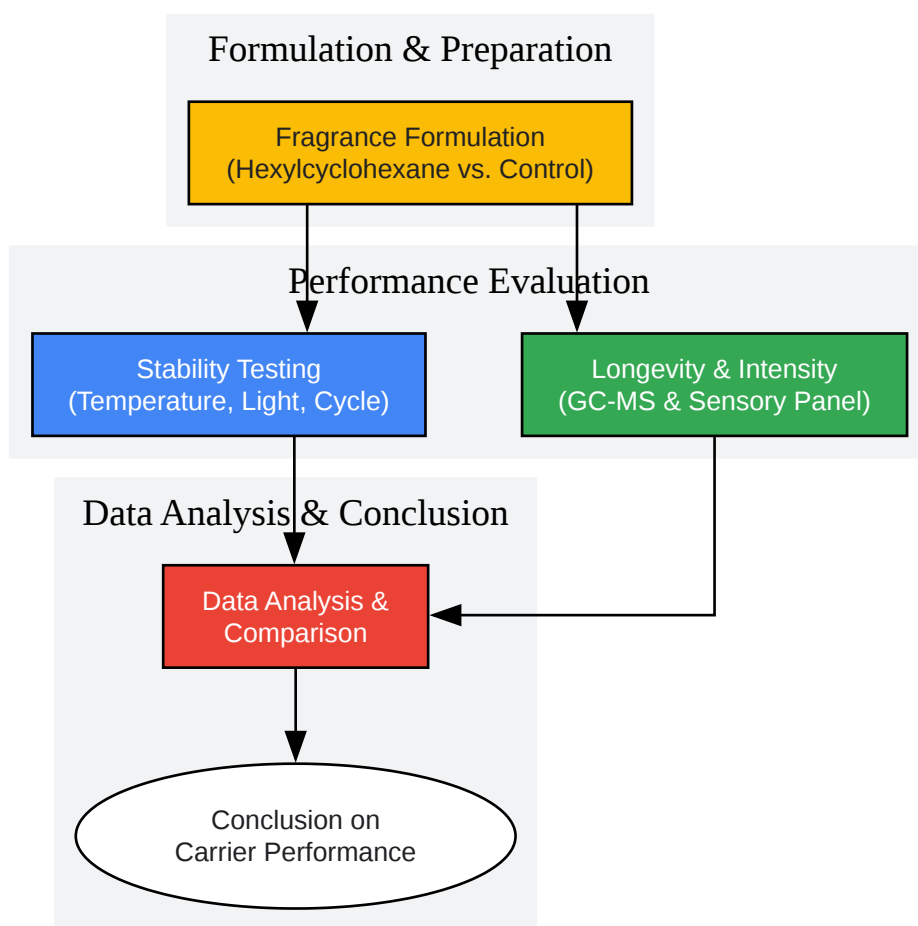 Formulation & Preparation
Fragrance Formulation
(Hexylcyclohexane vs. Control)
Performance Evaluation
Stability Testing
(Temperature, Light, Cycle)
Longevity & Intensity
(GC-MS & Sensory Panel)
Data Analysis & Conclusion
Data Analysis &
Comparison
Conclusion on
Carrier Performance